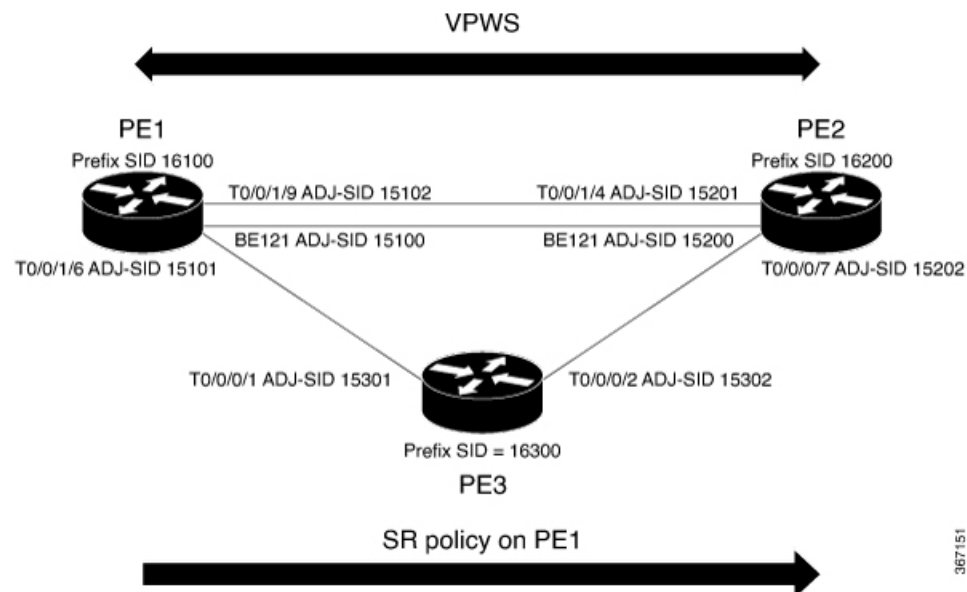 VPWS
PE1
PE2
Prefix SID 16100
Prefix SID 16200
T0/0/1/9 ADJ-SID 15102
T0/0/1/4 ADJ-SID 15201
BE121 ADJ-SID 15100
BE121 ADJ-SID 15200
T0/0/1/6 ADJ-SID 15101
T0/0/0/7 ADJ-SID 15202
T0/0/0/1 ADJ-SID 15301
T0/0/0/2 ADJ-SID 15302
Prefix SID = 16300
PE3
SR policy on PE1
367151